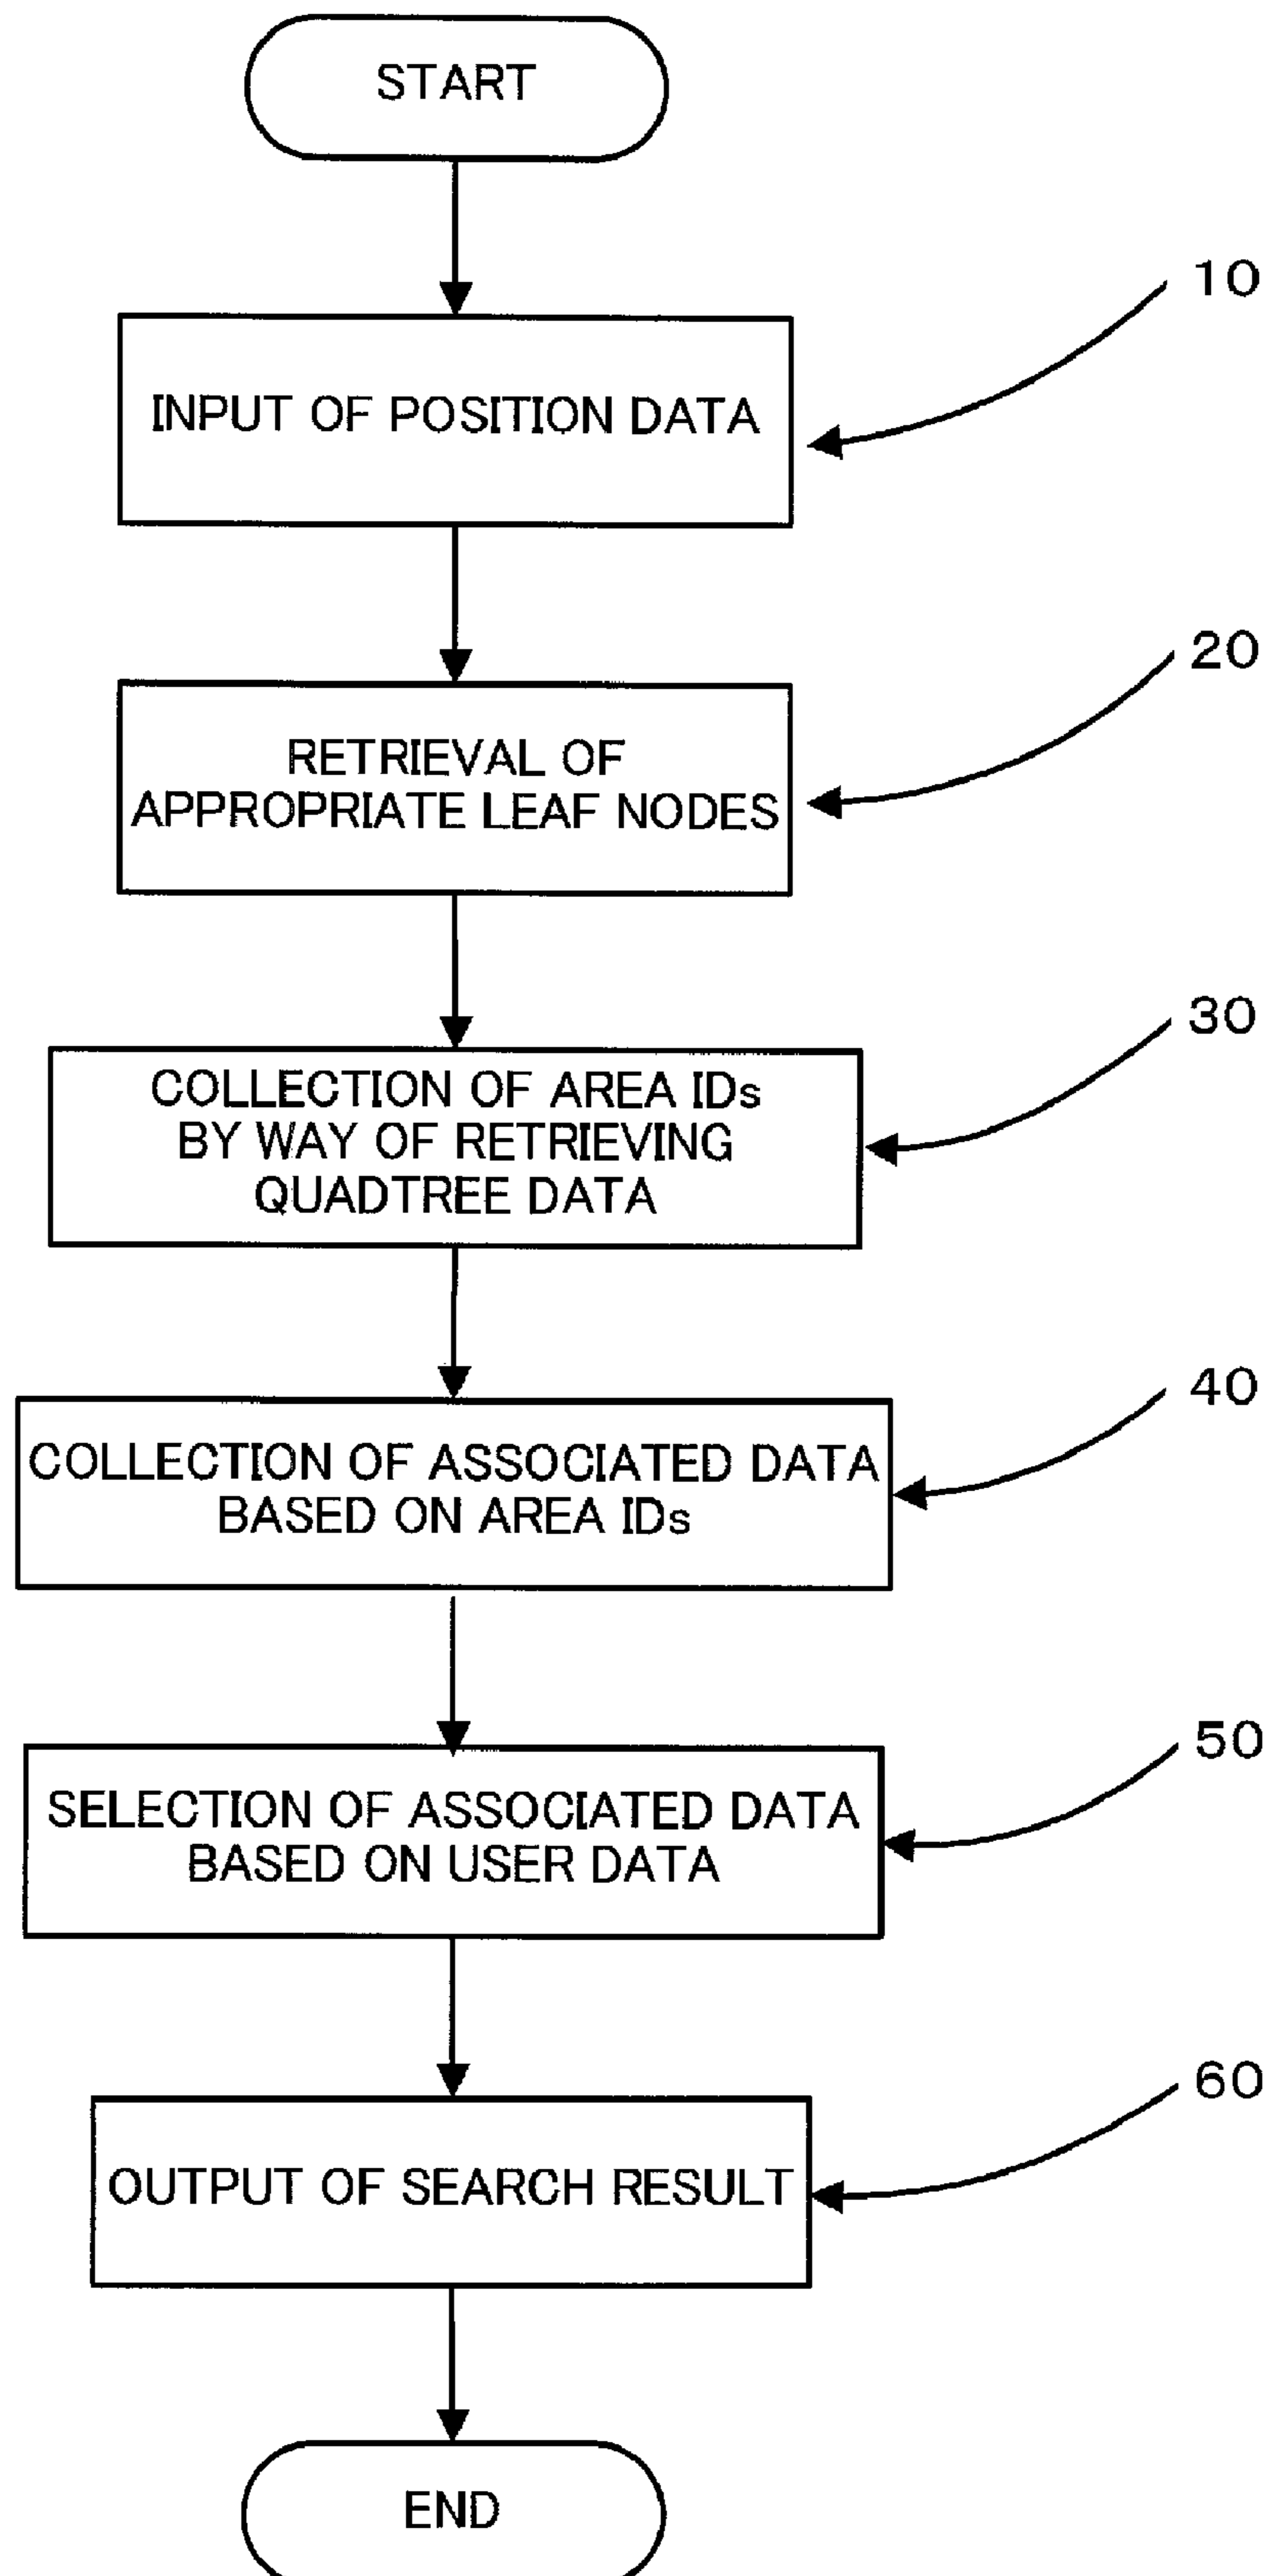 START
10
INPUT OF POSITION DATA
20
RETRIEVAL OF
APPROPRIATE LEAF NODES
30
COLLECTION OF AREA IDs
BY WAY OF RETRIEVING
QUADTREE DATA
40
COLLECTION OF ASSOCIATED DATA
BASED ON AREA IDs
50
SELECTION OF ASSOCIATED DATA
BASED ON USER DATA
60
OUTPUT OF SEARCH RESULT
END